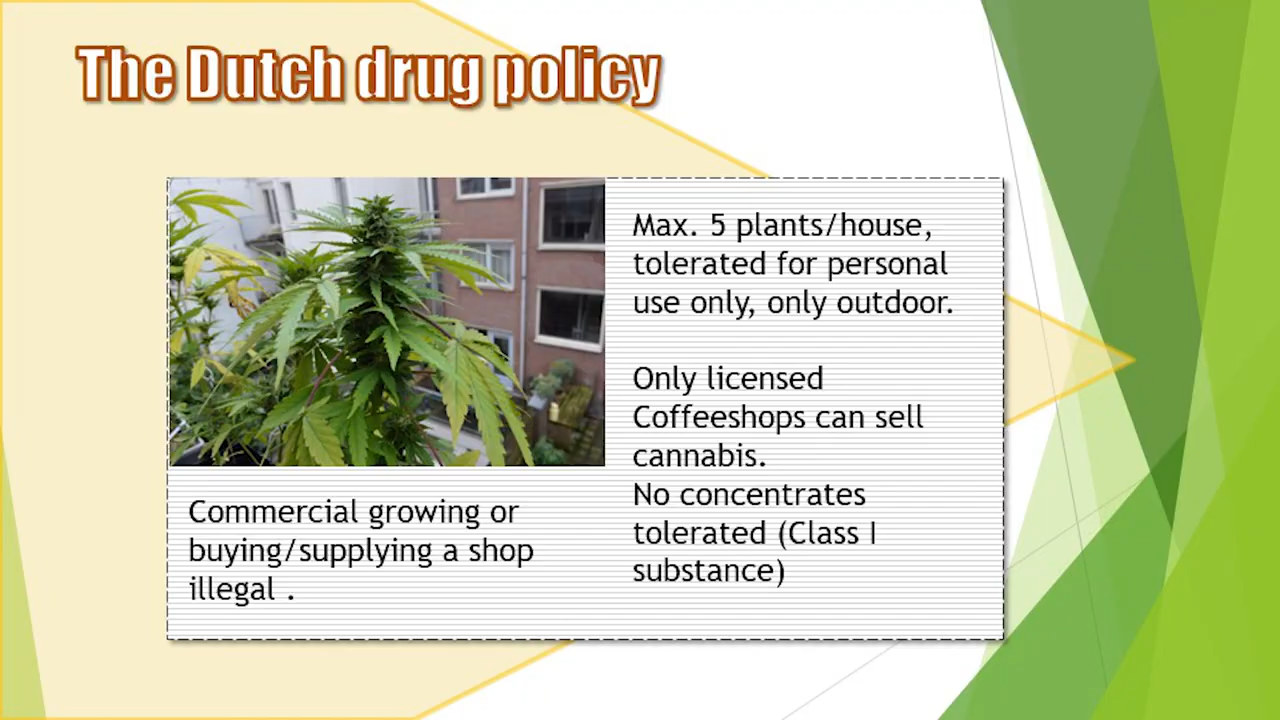 The Dutch drug policy
Max. 5 plants/house,
tolerated for personal
use only, only outdoor.
Only licensed
Coffeeshops can sell
cannabis.
No concentrates
tolerated (Class I
substance)
Commercial growing or
buying/supplying a shop
illegal .